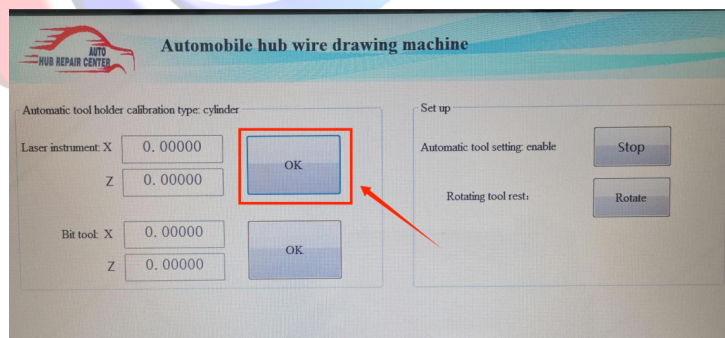 AUTO
HUB REPAIR CENTER
Automobile hub wire drawing machine
Automatic tool holder calibration type: cylinder
Laser instrument: X 0.00000
Z 0.00000
OK
Bit tool: X 0.00000
Z 0.00000
OK
Set up
Automatic tool setting: enable Stop
Rotating tool rest: Rotate